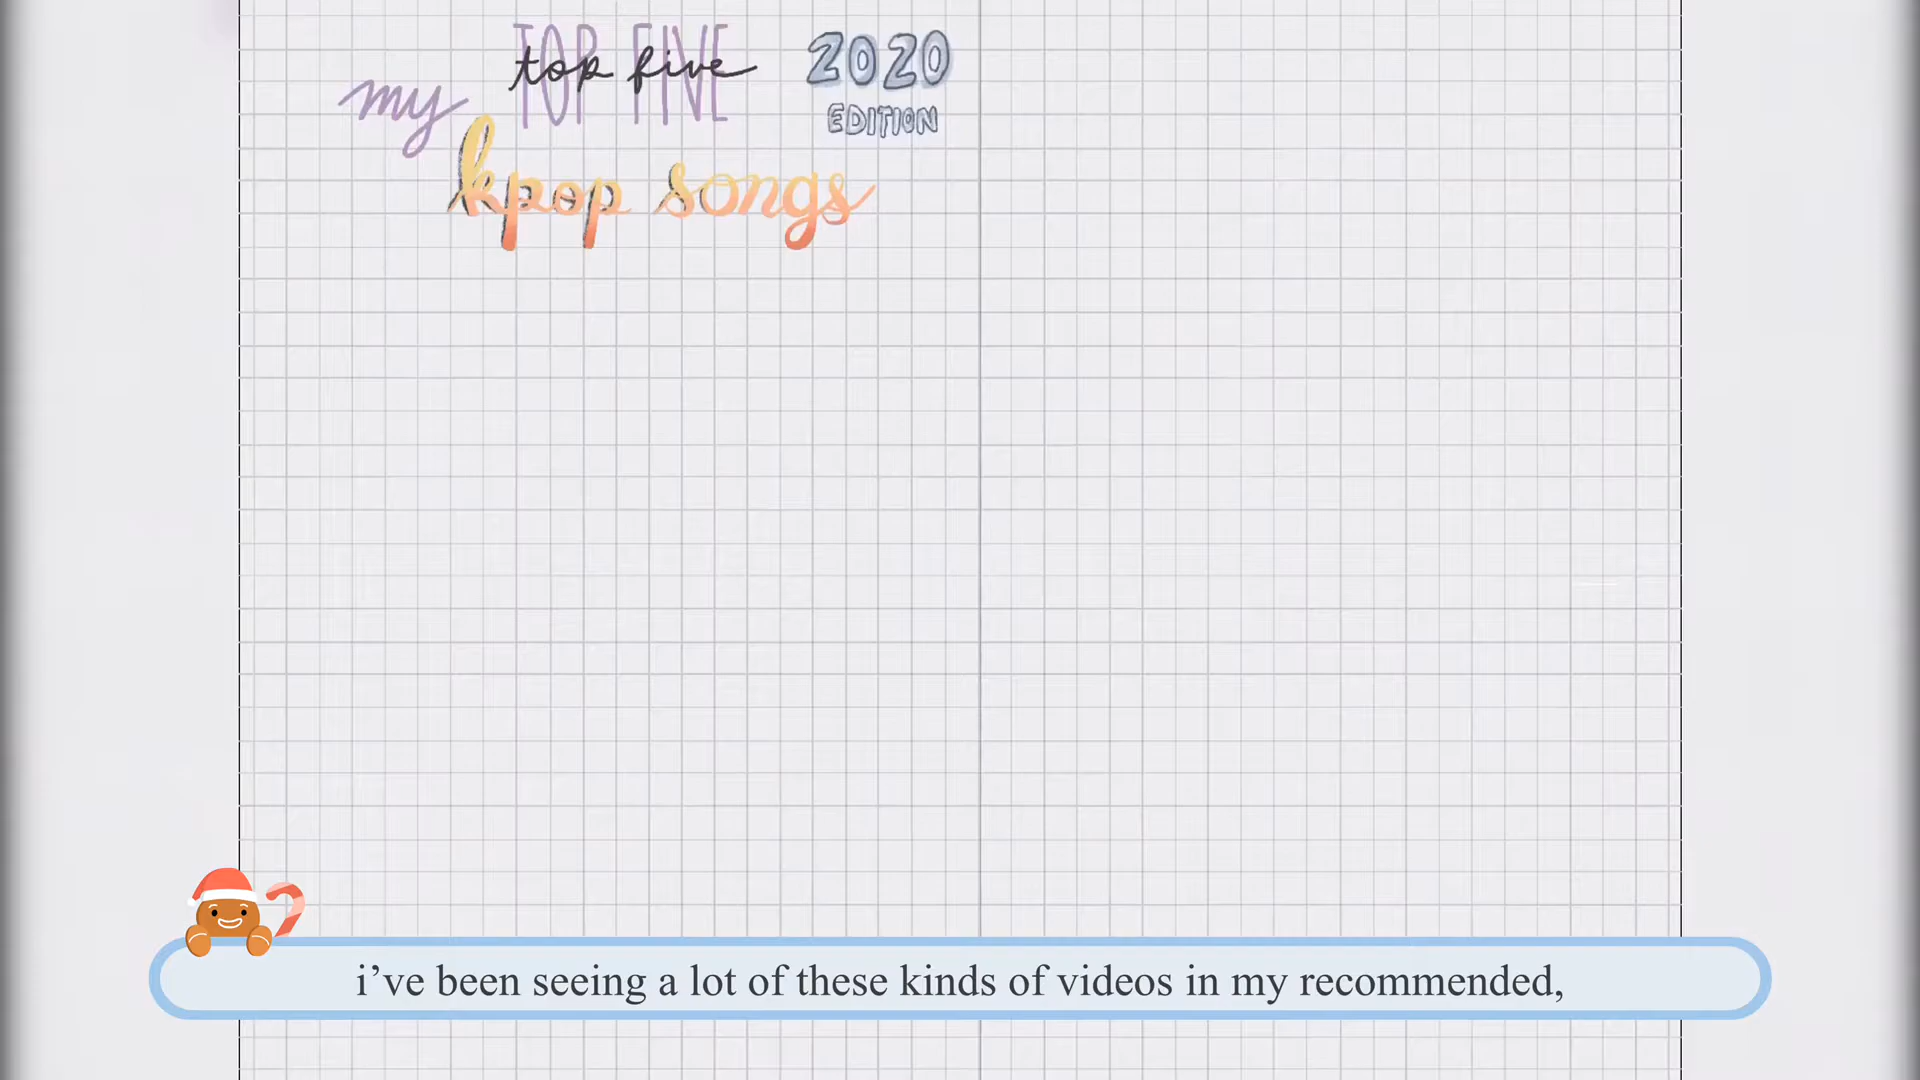 my TOP FIVE top five 2020
EDITION
kpop songs
i’ve been seeing a lot of these kinds of videos in my recommended,